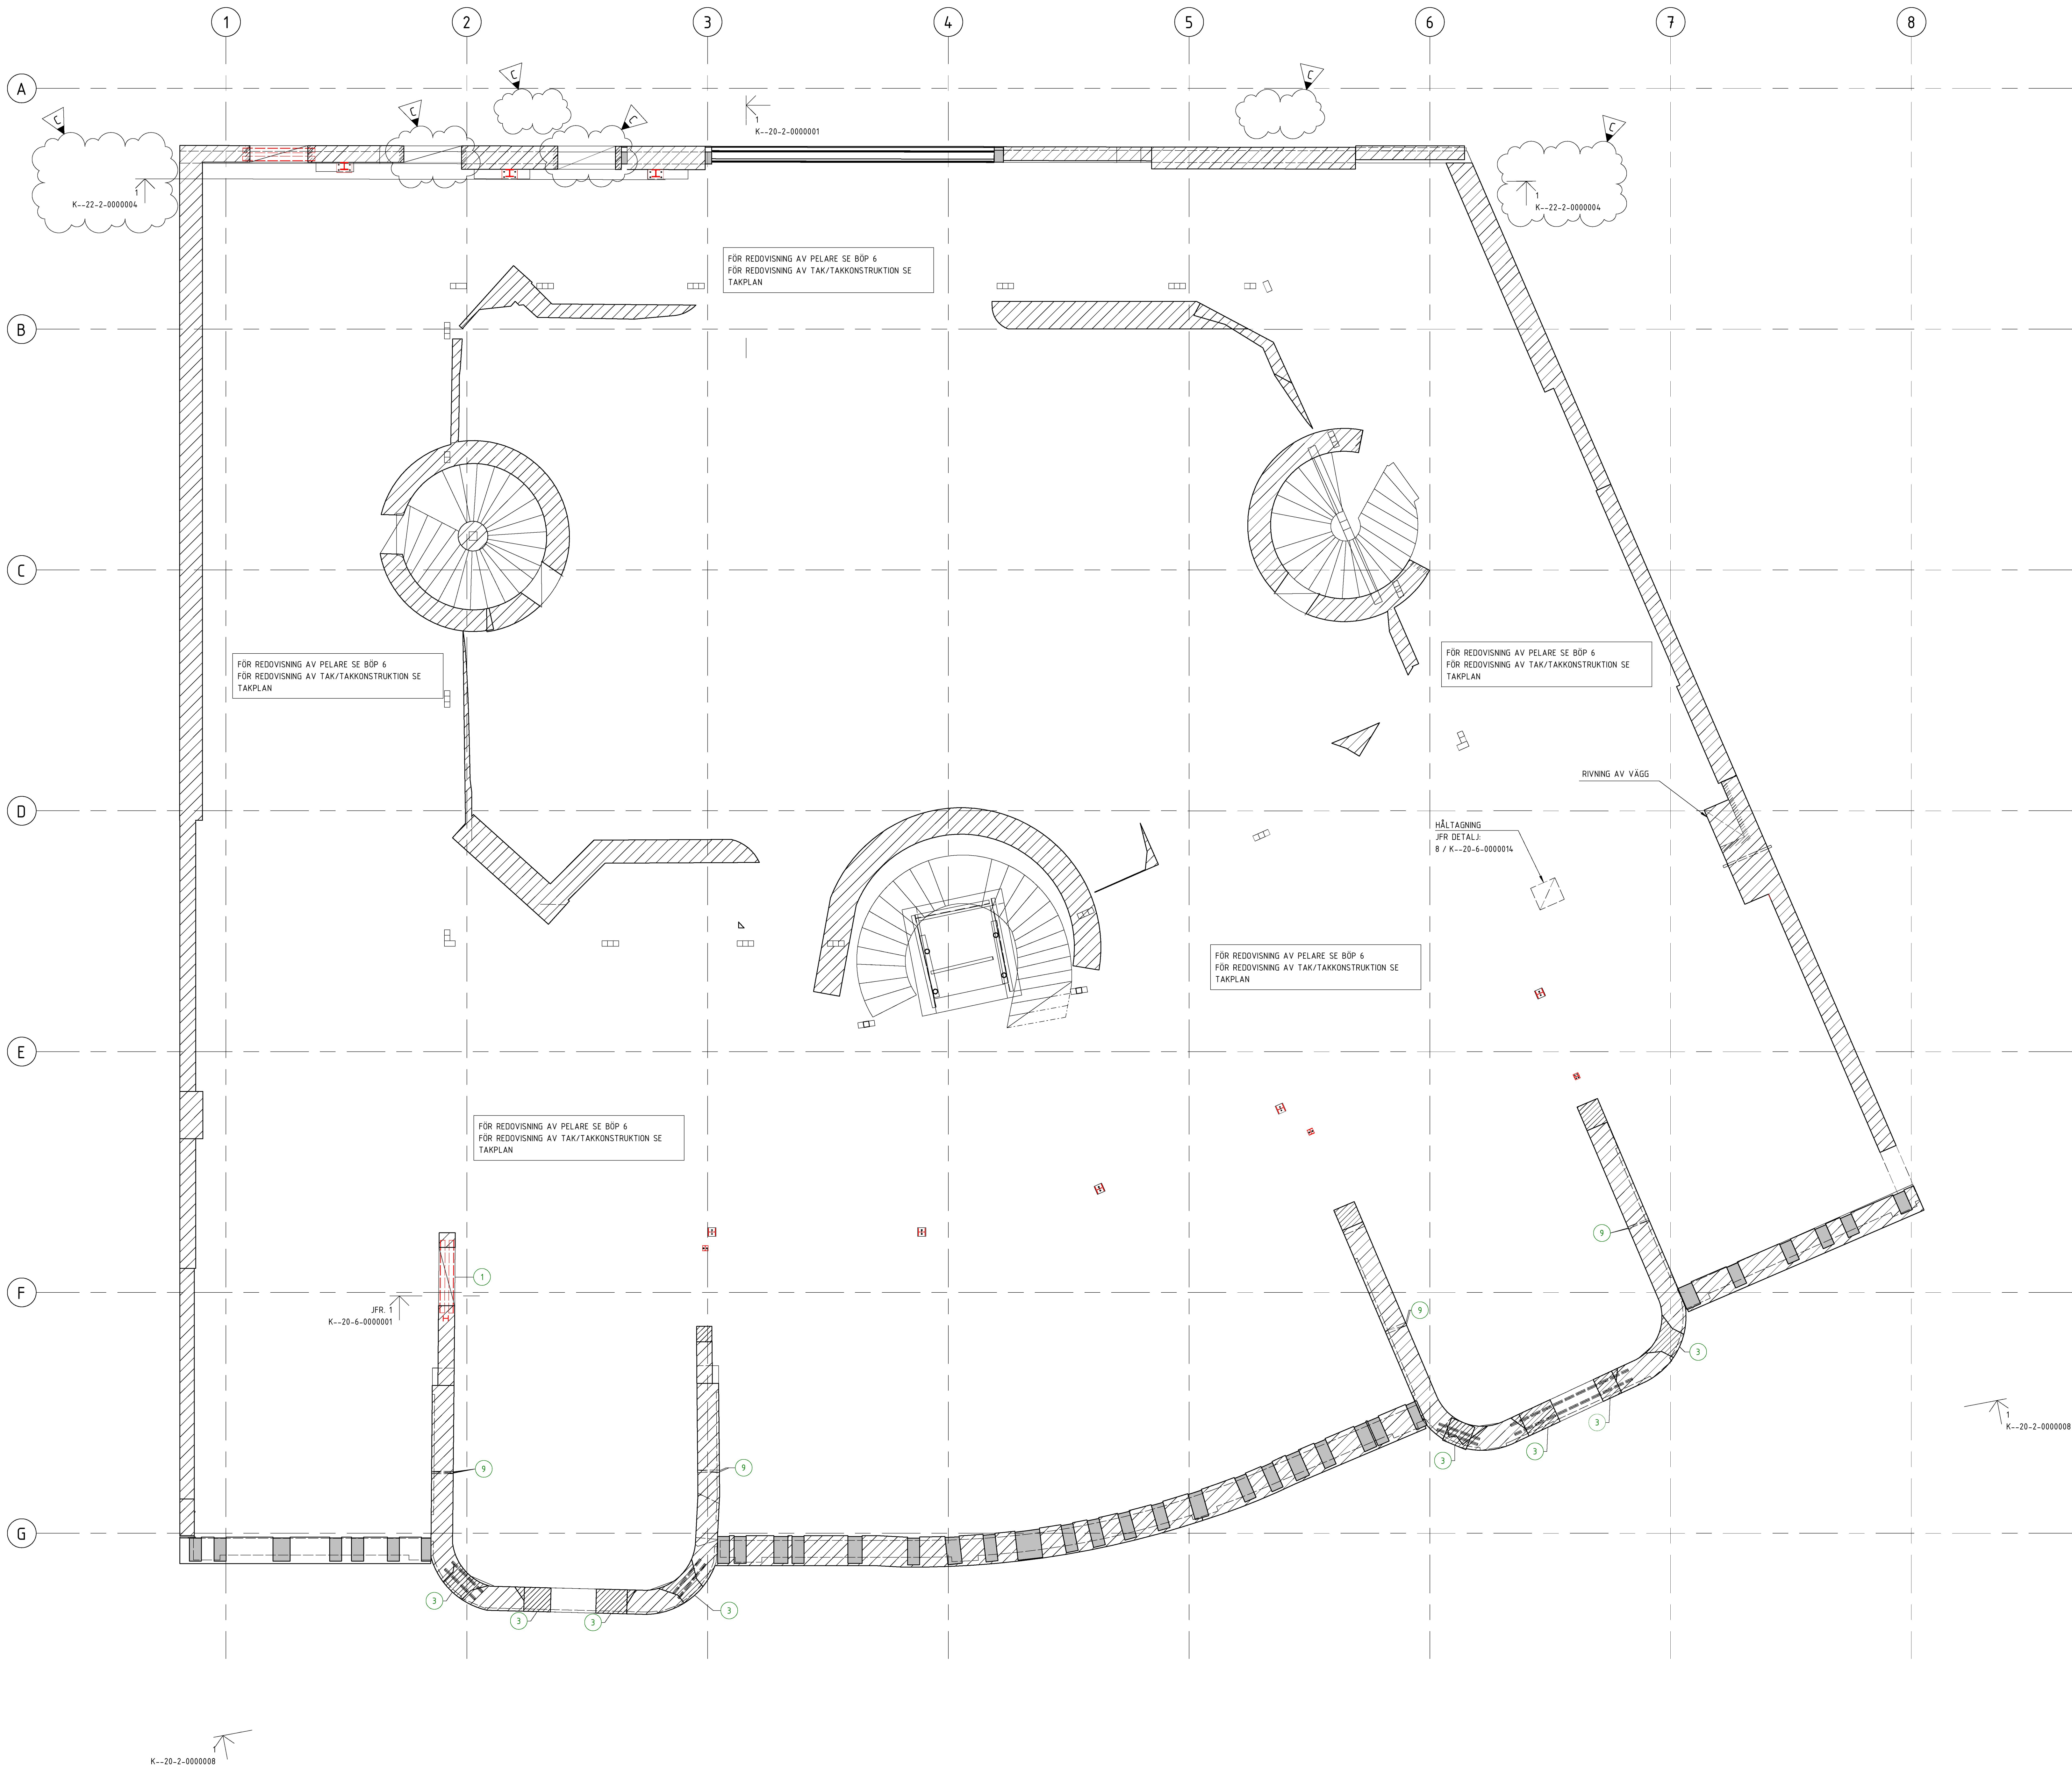 1 2 3 4 5 6 7 8
A
C C C C C C
1
K--20-2-0000001
1
K--22-2-0000004
1
K--22-2-0000004
FÖR REDOVISNING AV PELARE SE BÖP 6
FÖR REDOVISNING AV TAK/TAKKONSTRUKTION SE
TAKPLAN
B
C
FÖR REDOVISNING AV PELARE SE BÖP 6
FÖR REDOVISNING AV TAK/TAKKONSTRUKTION SE
TAKPLAN
FÖR REDOVISNING AV PELARE SE BÖP 6
FÖR REDOVISNING AV TAK/TAKKONSTRUKTION SE
TAKPLAN
RIVNING AV VÄGG
D
HÅLTAGNING
JFR DETALJ:
8 / K--20-6-0000014
FÖR REDOVISNING AV PELARE SE BÖP 6
FÖR REDOVISNING AV TAK/TAKKONSTRUKTION SE
TAKPLAN
E
FÖR REDOVISNING AV PELARE SE BÖP 6
FÖR REDOVISNING AV TAK/TAKKONSTRUKTION SE
TAKPLAN
9
1
F
JFR. 1
K--20-6-0000001
9
3
3
1
K--20-2-0000008
3
3
9
9
G
3
3
3
3
1
K--20-2-0000008